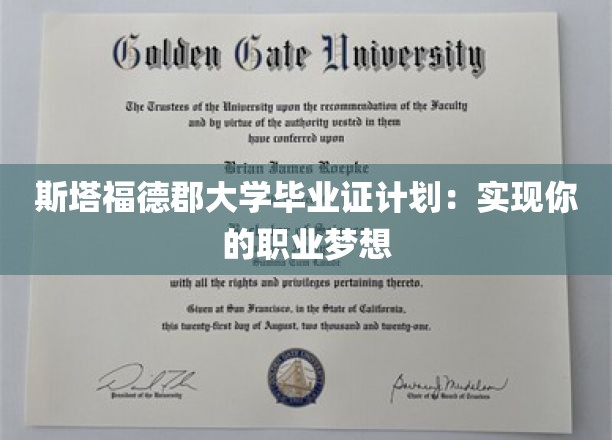 Golden Gate University
The Trustees of the University upon the recommendation of the Faculty
and by virtue of the authority vested in them
have conferred upon
Brian James Roepke
斯塔福德郡大学毕业证计划：实现你
的职业梦想
Summa Cum Laude
with all the rights and privileges pertaining thereto.
Given at San Francisco, in the State of California,
this twenty-first day of August, two thousand and twenty-one.
President of the University
Chair of the Board of Trustees